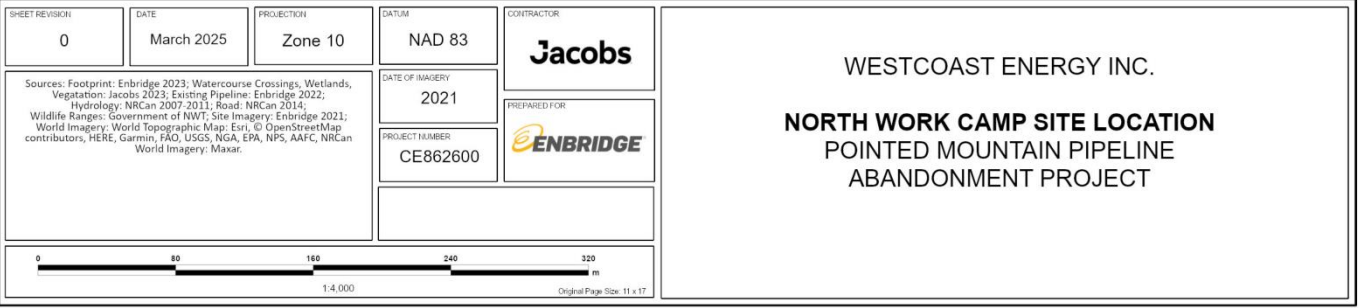 SHEET REVISION
0
DATE
March 2025
PROJECTION
Zone 10
DATUM
NAD 83
CONTRACTOR
Jacobs
Sources: Footprint: Enbridge 2023; Watercourse Crossings, Wetlands,
Vegatation: Jacobs 2023; Existing Pipeline: Enbridge 2022;
Hydrology: NRCan 2007-2011; Road: NRCan 2014;
Wildlife Ranges: Government of NWT; Site Imagery: Enbridge 2021;
World Imagery: World Topographic Map: Esri, © OpenStreetMap
contributors, HERE, Garmin, FAO, USGS, NGA, EPA, NPS, AAFC, NRCan
World Imagery: Maxar.
DATE OF IMAGERY
2021
PROJECT NUMBER
CE862600
PREPARED FOR
ENBRIDGE
0 80 160 240 320
m
1:4,000
Original Page Size: 11 x 17
WESTCOAST ENERGY INC.
NORTH WORK CAMP SITE LOCATION
POINTED MOUNTAIN PIPELINE
ABANDONMENT PROJECT